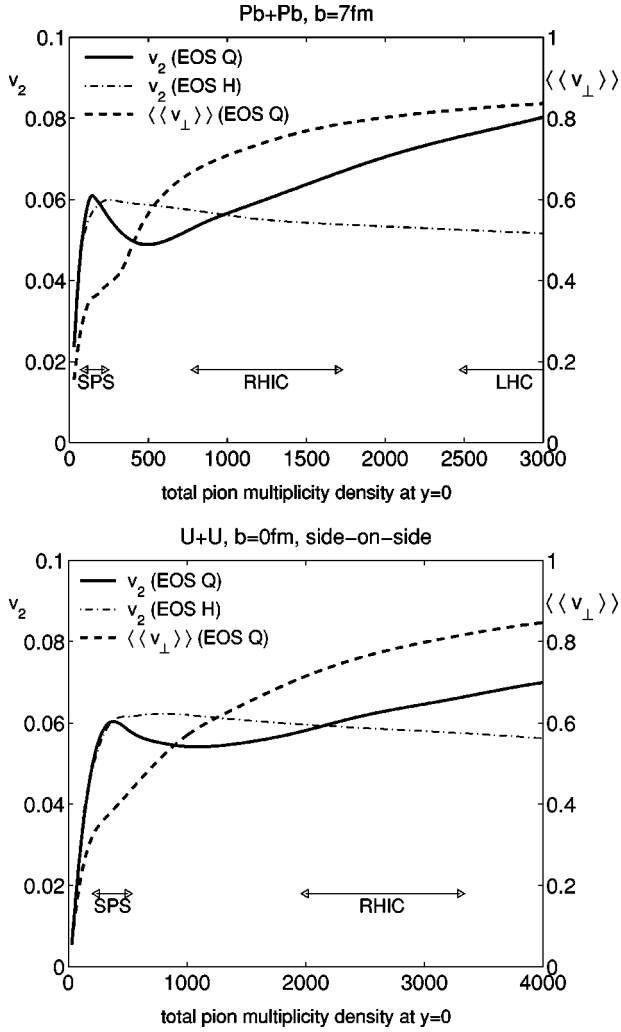 Pb+Pb, b=7fm
0.1 1
v2 v2 (EOS Q) ⟨⟨v⊥⟩⟩
v2 (EOS H)
0.08 ⟨⟨v⊥⟩⟩ (EOS Q) 0.8
0.06 0.6
0.04 0.4
0.02 0.2
SPS RHIC LHC
0 0
0 500 1000 1500 2000 2500 3000
total pion multiplicity density at y=0
U+U, b=0fm, side-on-side
0.1 1
v2 (EOS Q)
v2 v2 (EOS H) ⟨⟨v⊥⟩⟩
0.08 ⟨⟨v⊥⟩⟩ (EOS Q) 0.8
0.06 0.6
0.04 0.4
0.02 0.2
SPS RHIC
0 0
0 1000 2000 3000 4000
total pion multiplicity density at y=0